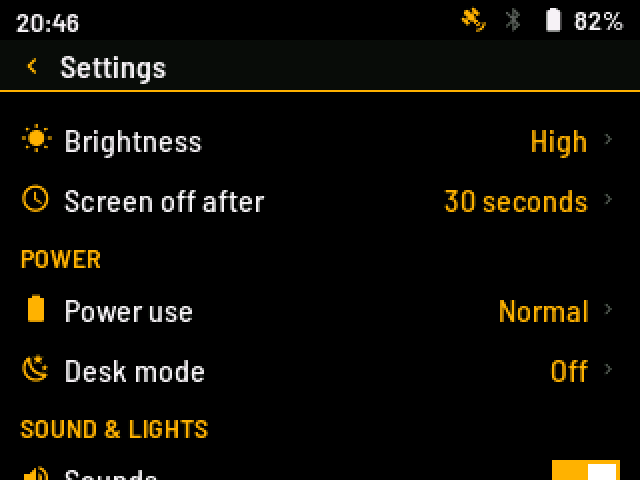 20:46 82%
Settings
Brightness High
Screen off after 30 seconds
POWER
Power use Normal
Desk mode Off
SOUND & LIGHTS
Sounds